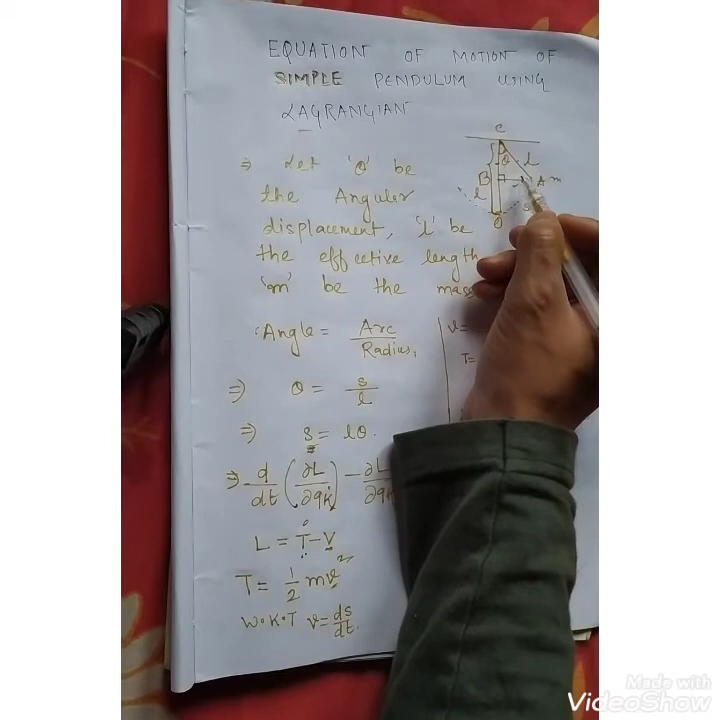 EQUATION OF MOTION OF
SIMPLE PENDULUM USING
LAGRANGIAN
⇒ Let 'θ' be
the Angular
displacement, 'l' be
the effective length
'm' be the mass
C
θ l
B A m
l
S
O
Angle = Arc / Radius,
⇒ θ = s/l
⇒ s = lθ.
⇒ d/dt (∂L/∂q̇k) − ∂L/∂qk
L = T − V
T = 1/2 mv²
W.K.T v = ds/dt.
v =
T =
Made with
VideoShow